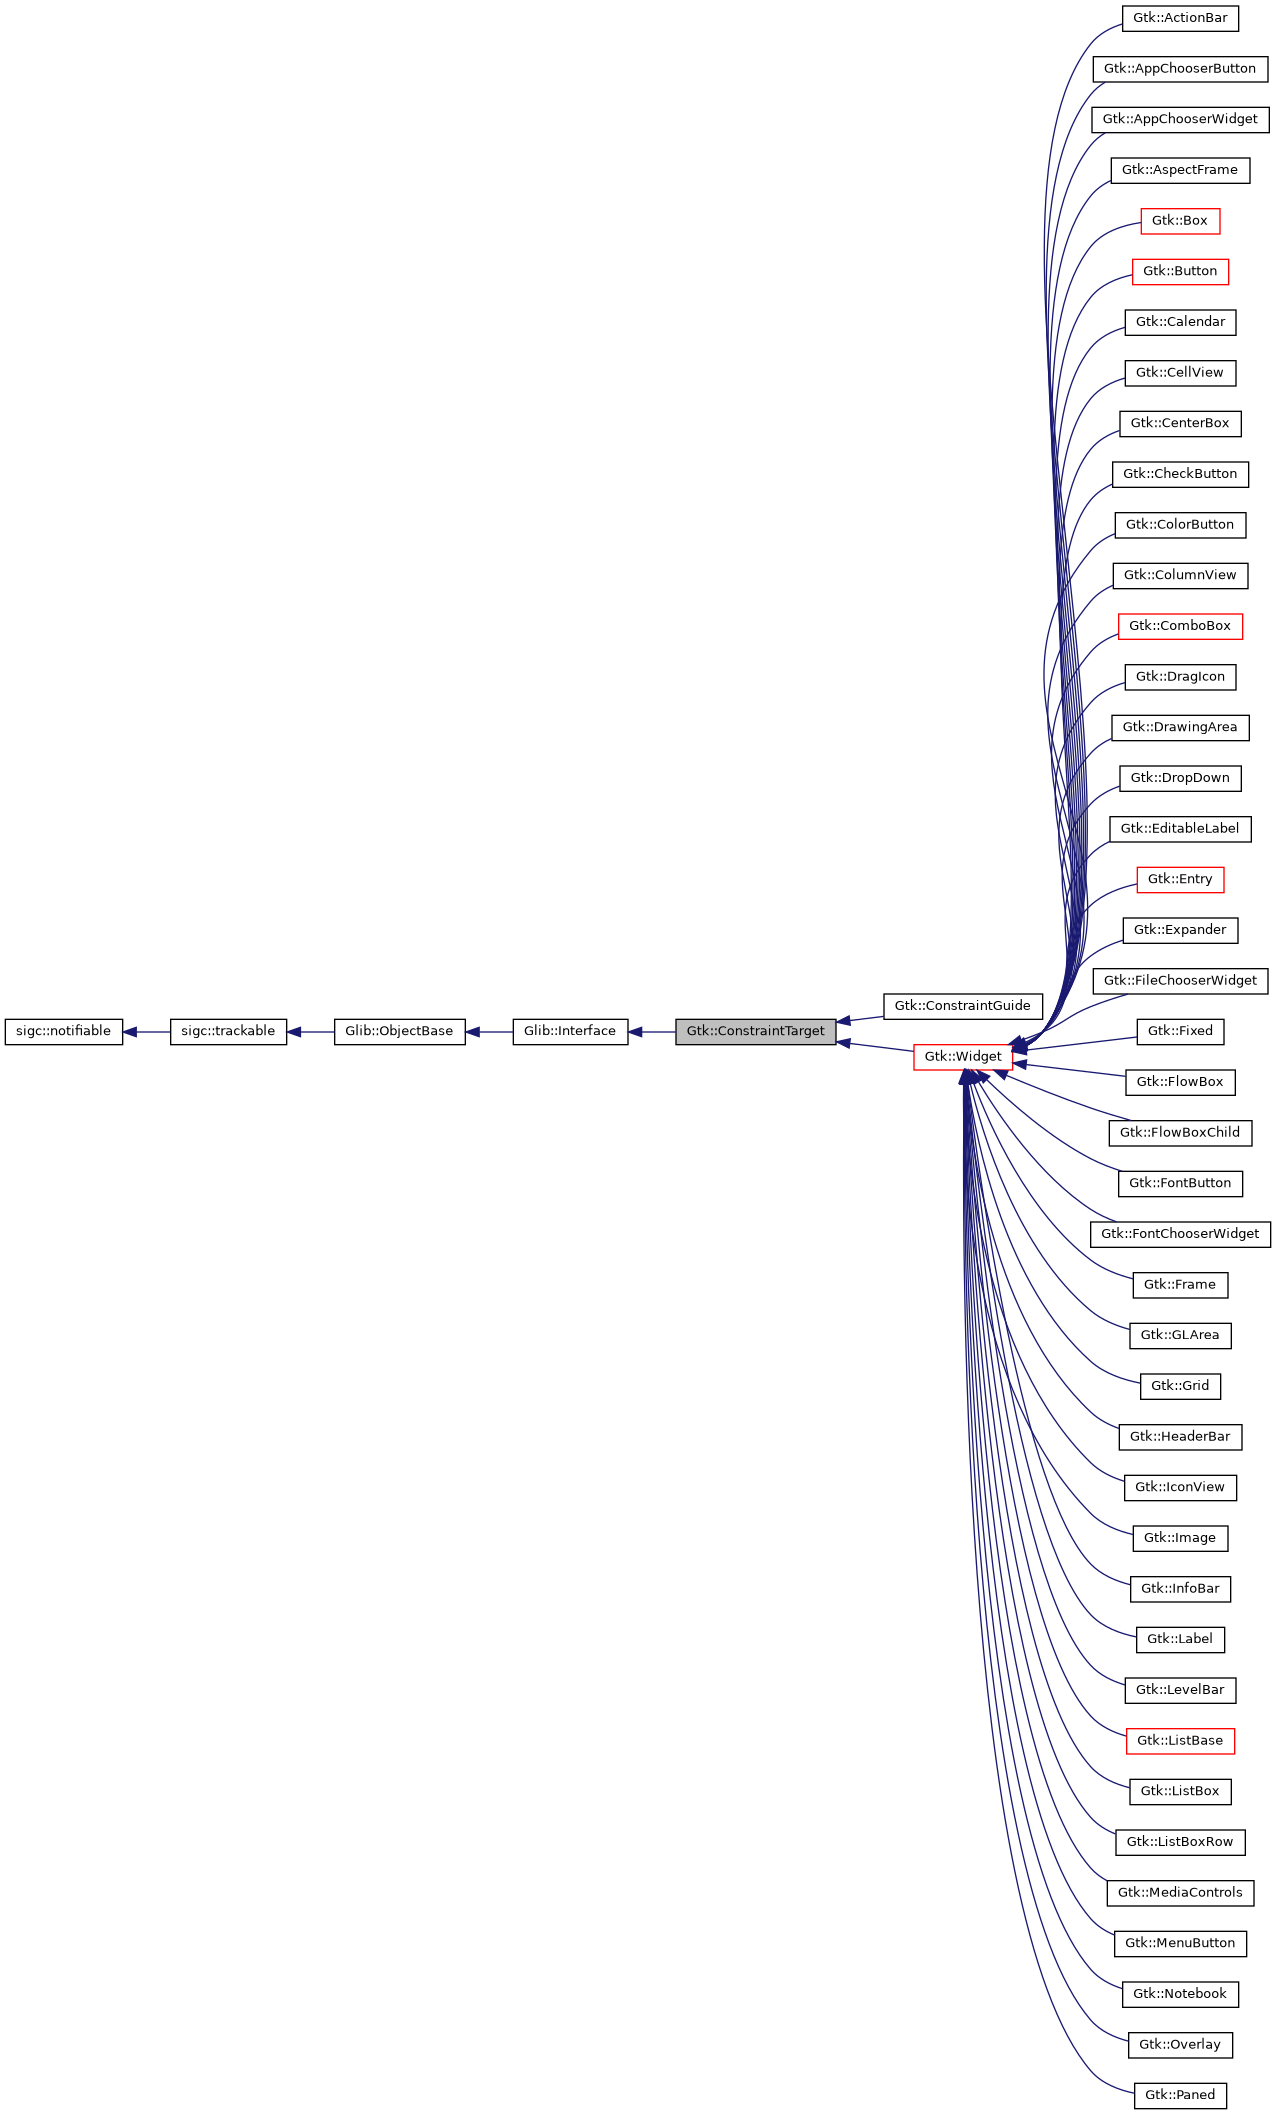 Gtk::ActionBar
Gtk::AppChooserButton
Gtk::AppChooserWidget
Gtk::AspectFrame
Gtk::Box
Gtk::Button
Gtk::Calendar
Gtk::CellView
Gtk::CenterBox
Gtk::CheckButton
Gtk::ColorButton
Gtk::ColumnView
Gtk::ComboBox
Gtk::DragIcon
Gtk::DrawingArea
Gtk::DropDown
Gtk::EditableLabel
Gtk::Entry
Gtk::Expander
Gtk::FileChooserWidget
sigc::notifiable
sigc::trackable
Glib::ObjectBase
Glib::Interface
Gtk::ConstraintTarget
Gtk::ConstraintGuide
Gtk::Widget
Gtk::Fixed
Gtk::FlowBox
Gtk::FlowBoxChild
Gtk::FontButton
Gtk::FontChooserWidget
Gtk::Frame
Gtk::GLArea
Gtk::Grid
Gtk::HeaderBar
Gtk::IconView
Gtk::Image
Gtk::InfoBar
Gtk::Label
Gtk::LevelBar
Gtk::ListBase
Gtk::ListBox
Gtk::ListBoxRow
Gtk::MediaControls
Gtk::MenuButton
Gtk::Notebook
Gtk::Overlay
Gtk::Paned